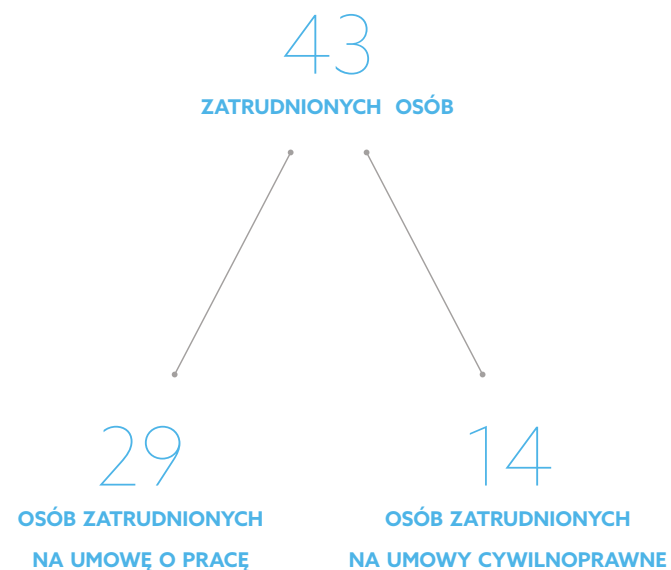 43
ZATRUDNIONYCH OSÓB
29
OSÓB ZATRUDNIONYCH
NA UMOWĘ O PRACĘ
14
OSÓB ZATRUDNIONYCH
NA UMOWY CYWILNOPRAWNE